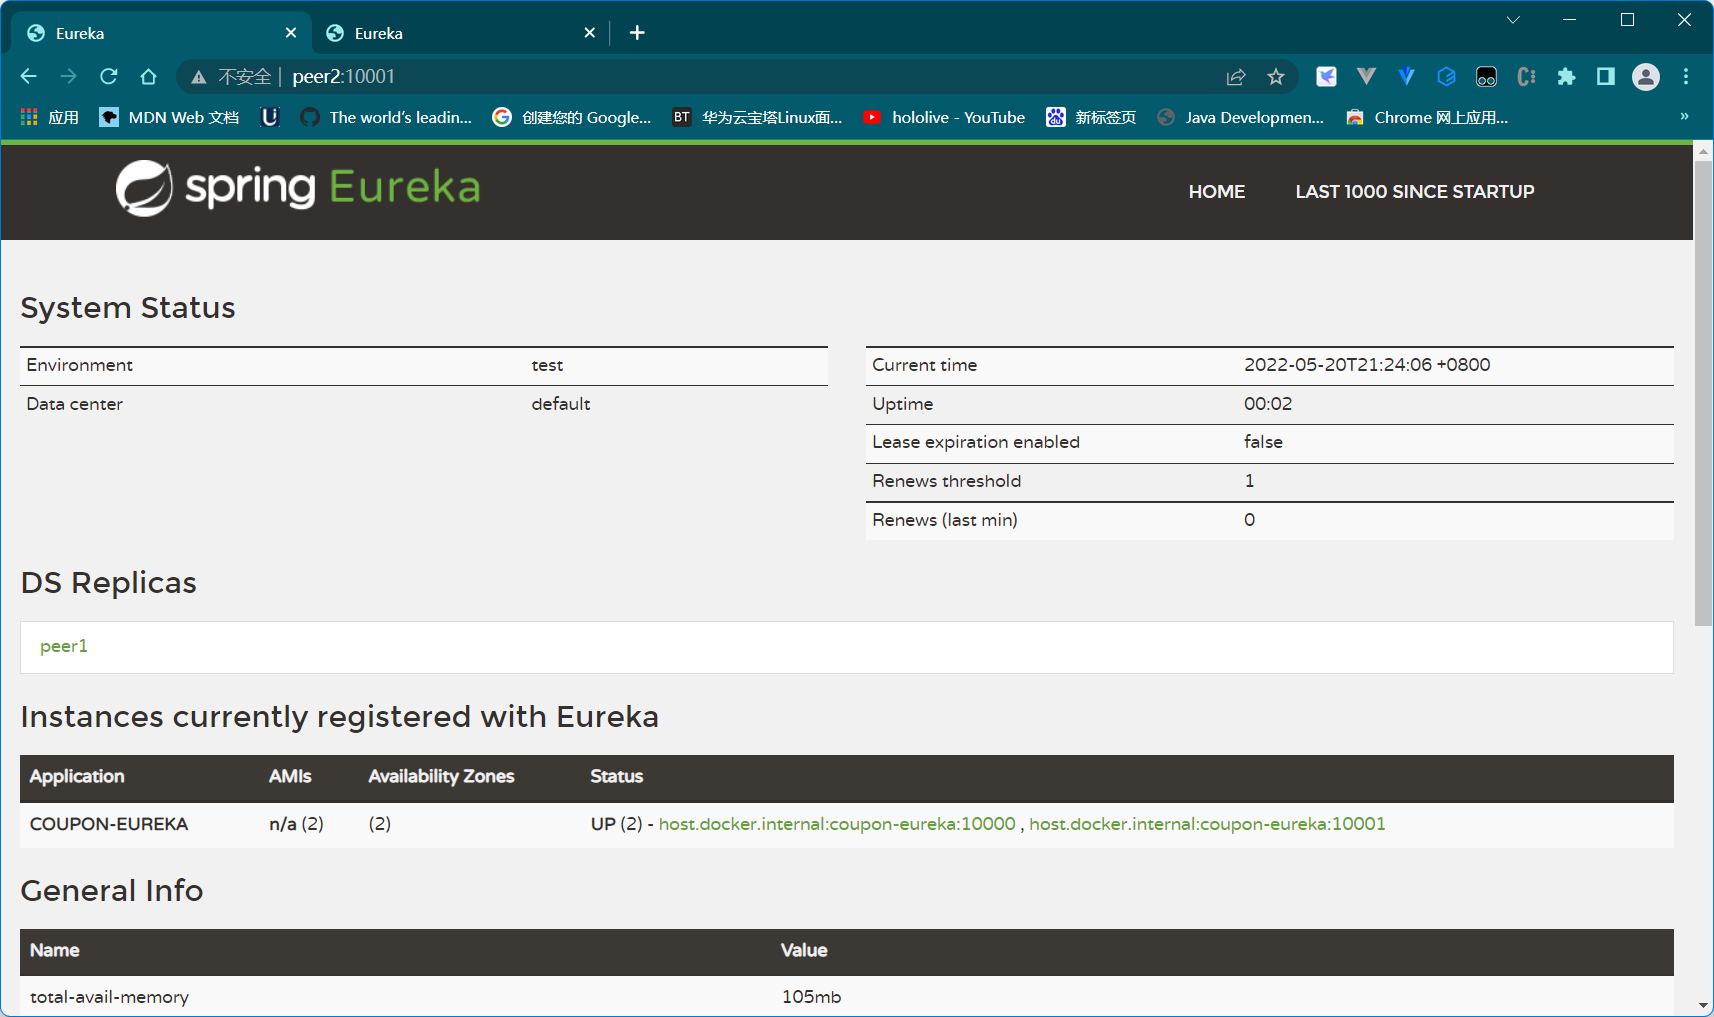 Eureka
Eureka
不安全 | peer2:10001
应用
MDN Web 文档
The world's leadin...
创建您的 Google...
BT
华为云宝塔Linux面...
hololive - YouTube
新标签页
Java Developmen...
Chrome 网上应用...
»
spring Eureka
HOME
LAST 1000 SINCE STARTUP
System Status
Environment test
Data center default
Current time 2022-05-20T21:24:06 +0800
Uptime 00:02
Lease expiration enabled false
Renews threshold 1
Renews (last min) 0
DS Replicas
peer1
Instances currently registered with Eureka
Application AMIs Availability Zones Status
COUPON-EUREKA n/a (2) (2) UP (2) - host.docker.internal:coupon-eureka:10000 , host.docker.internal:coupon-eureka:10001
General Info
Name Value
total-avail-memory 105mb